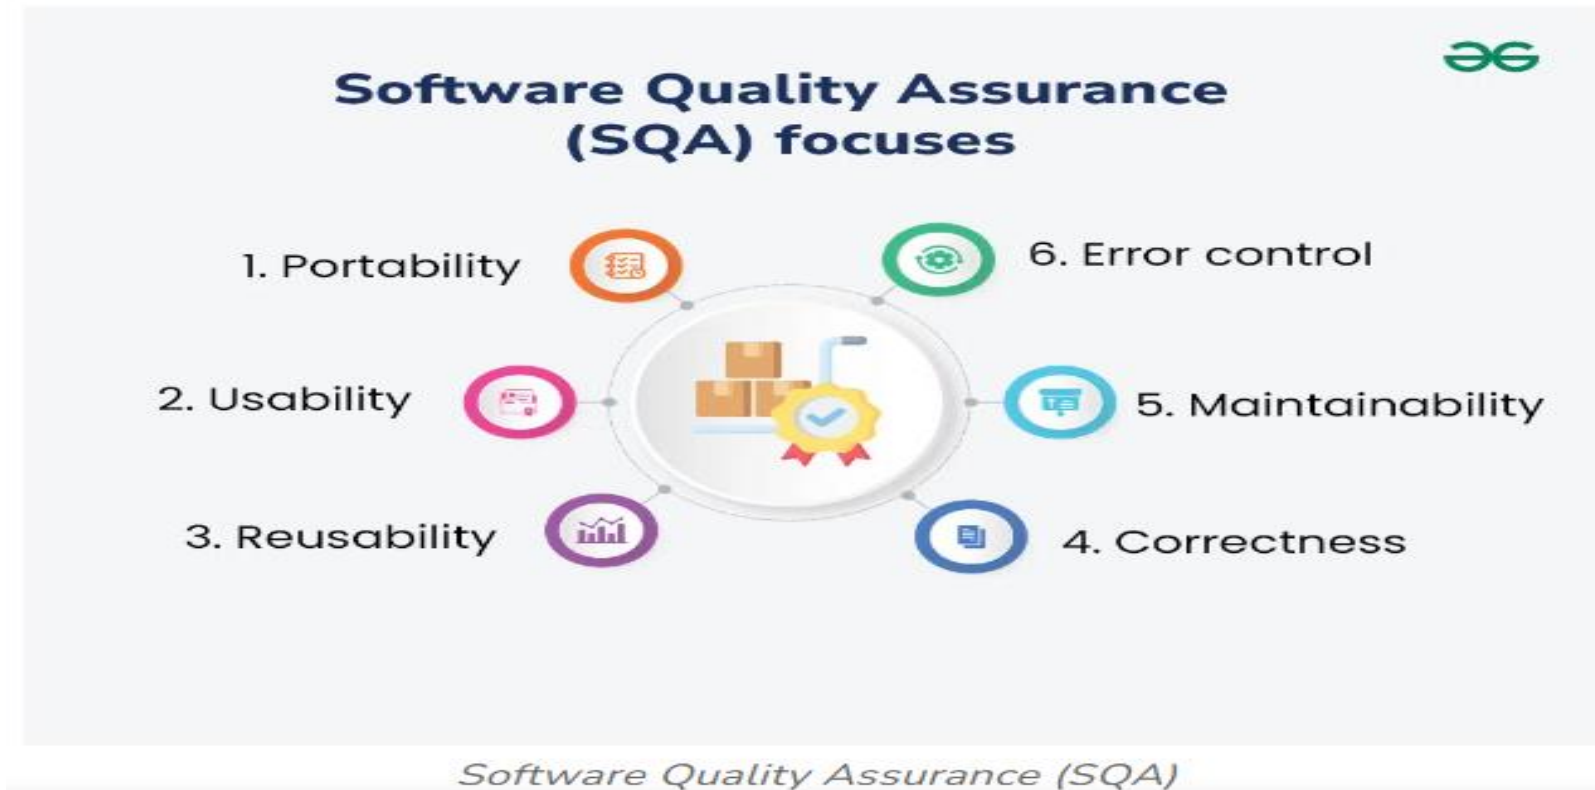 Software Quality Assurance
(SQA) focuses
1. Portability
2. Usability
3. Reusability
4. Correctness
5. Maintainability
6. Error control
Software Quality Assurance (SQA)